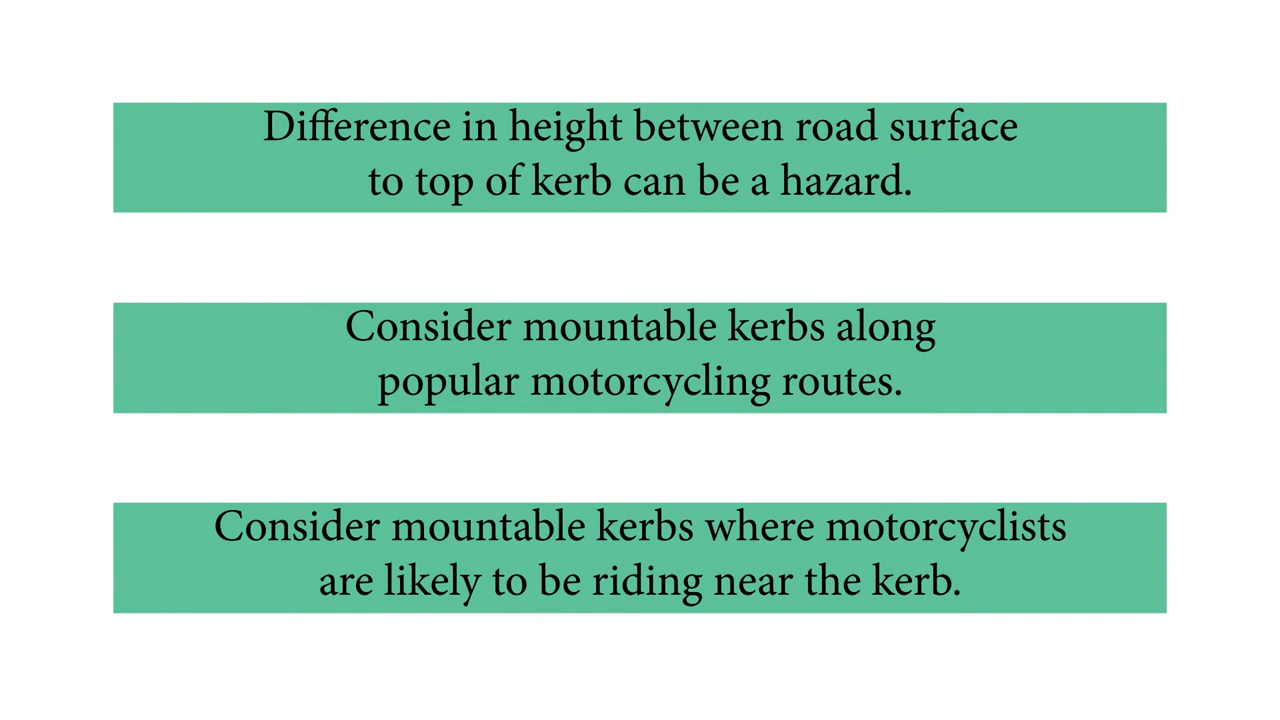 Difference in height between road surface
to top of kerb can be a hazard.
Consider mountable kerbs along
popular motorcycling routes.
Consider mountable kerbs where motorcyclists
are likely to be riding near the kerb.